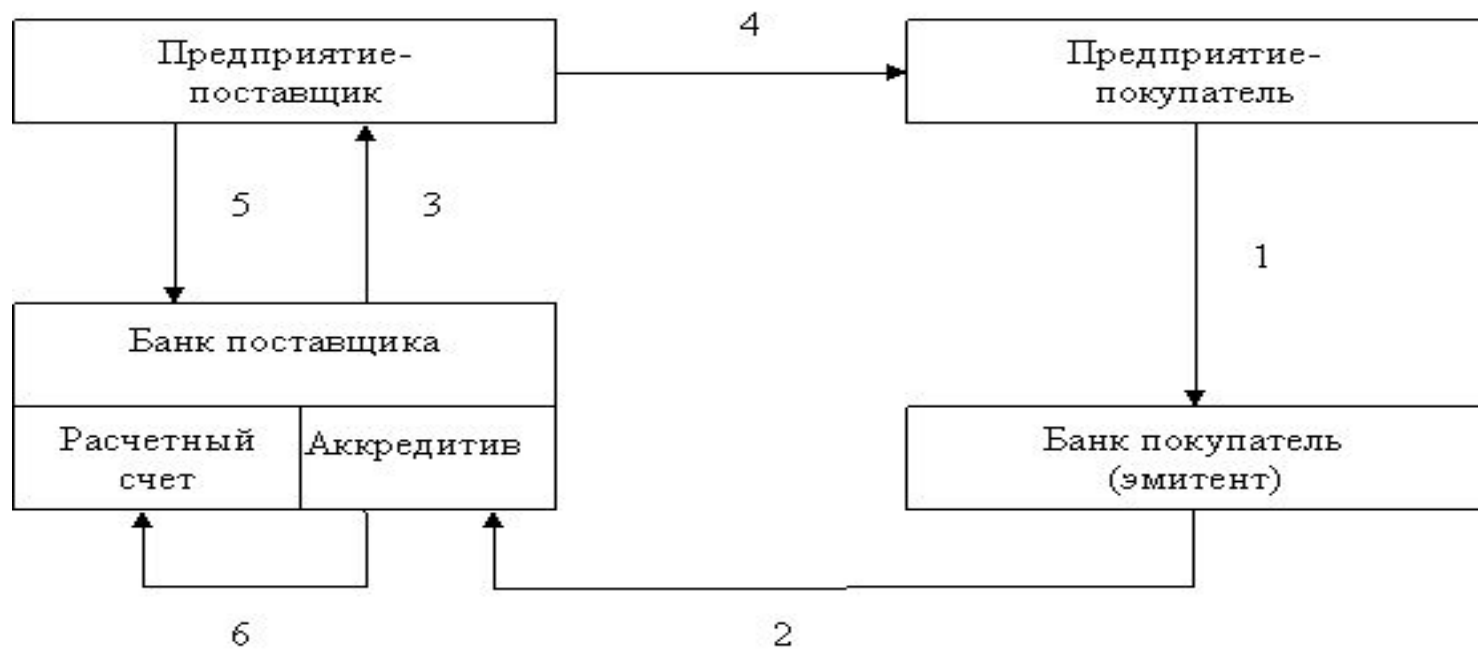 4
Предприятие-
поставщик
Предприятие-
покупатель
5
3
1
Банк поставщика
Расчетный
счет
Аккредитив
Банк покупатель
(эмитент)
6
2